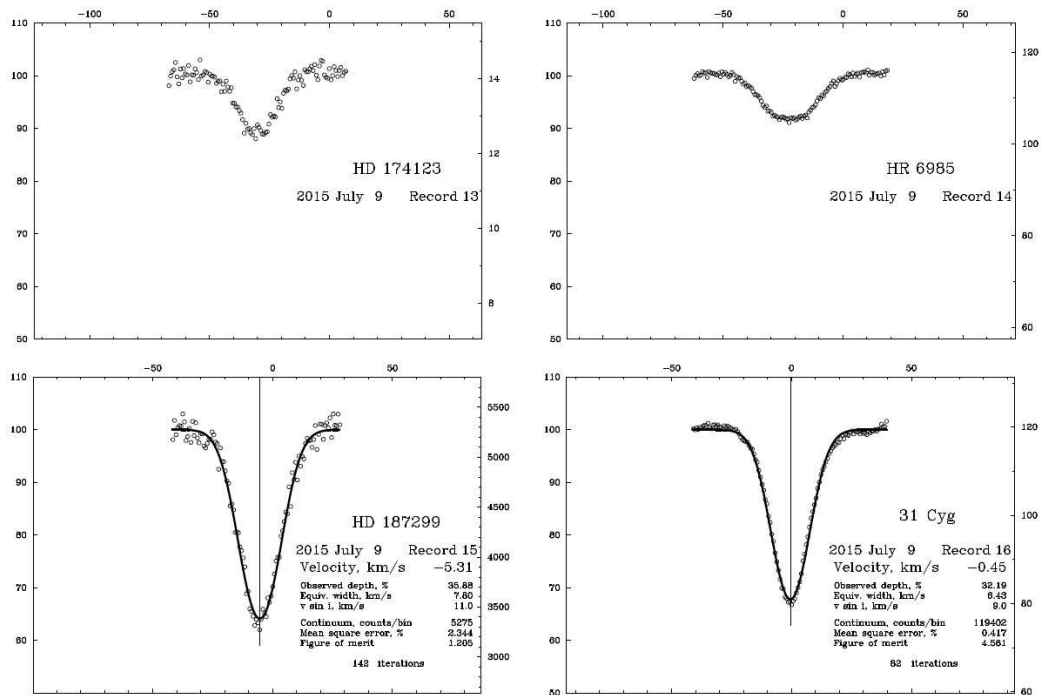 −100 −50 0 50
110
100
90
80
70
60
50
14
12
10
8
HD 174123
2015 July 9 Record 13
−100 −50 0 50
110
100
90
80
70
60
50
120
100
80
60
HR 6985
2015 July 9 Record 14
−50 0 50
110
100
90
80
70
60
5500
5000
4500
4000
3500
3000
HD 187299
2015 July 9 Record 15
Velocity, km/s −5.31
Observed depth, % 35.88
Equiv. width, km/s 7.80
v sin i, km/s 11.0
Continuum, counts/bin 5275
Mean square error, % 2.344
Figure of merit 1.205
142 iterations
−50 0 50
110
100
90
80
70
60
50
120
100
80
60
31 Cyg
2015 July 9 Record 16
Velocity, km/s −0.45
Observed depth, % 32.19
Equiv. width, km/s 6.43
v sin i, km/s 9.0
Continuum, counts/bin 119402
Mean square error, % 0.417
Figure of merit 4.561
82 iterations